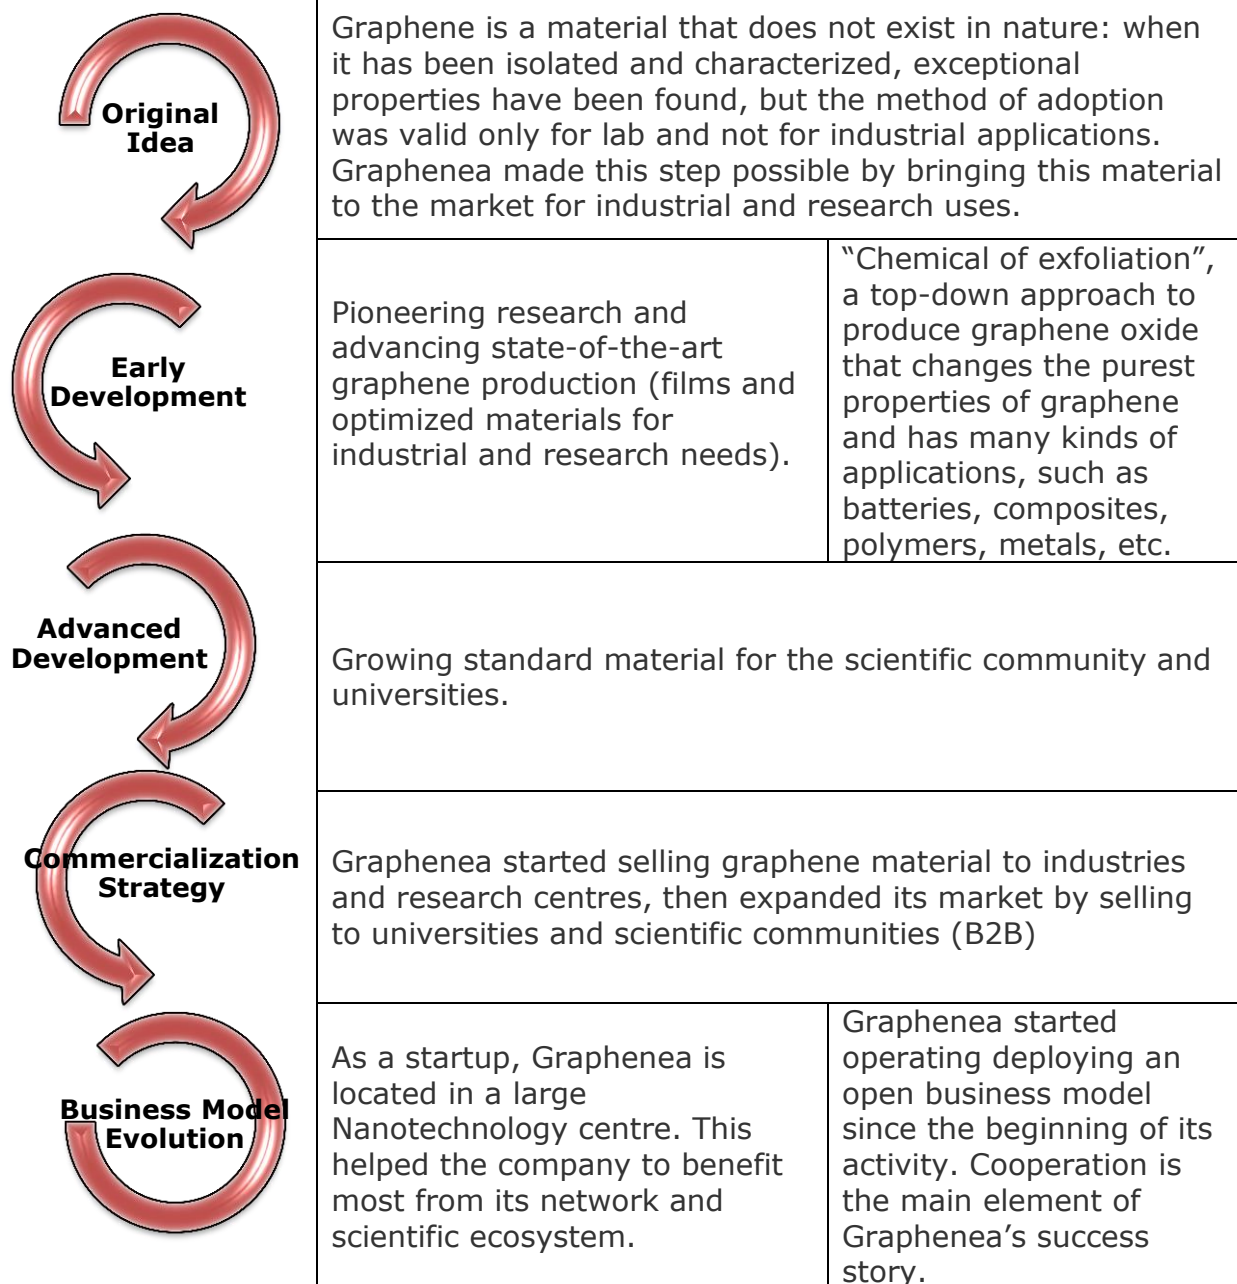 Original
Idea
Graphene is a material that does not exist in nature: when
it has been isolated and characterized, exceptional
properties have been found, but the method of adoption
was valid only for lab and not for industrial applications.
Graphenea made this step possible by bringing this material
to the market for industrial and research uses.
Early
Development
Pioneering research and
advancing state-of-the-art
graphene production (films and
optimized materials for
industrial and research needs).
“Chemical of exfoliation”,
a top-down approach to
produce graphene oxide
that changes the purest
properties of graphene
and has many kinds of
applications, such as
batteries, composites,
polymers, metals, etc.
Advanced
Development
Growing standard material for the scientific community and
universities.
Commercialization
Strategy
Graphenea started selling graphene material to industries
and research centres, then expanded its market by selling
to universities and scientific communities (B2B)
Business Model
Evolution
As a startup, Graphenea is
located in a large
Nanotechnology centre. This
helped the company to benefit
most from its network and
scientific ecosystem.
Graphenea started
operating deploying an
open business model
since the beginning of its
activity. Cooperation is
the main element of
Graphenea’s success
story.